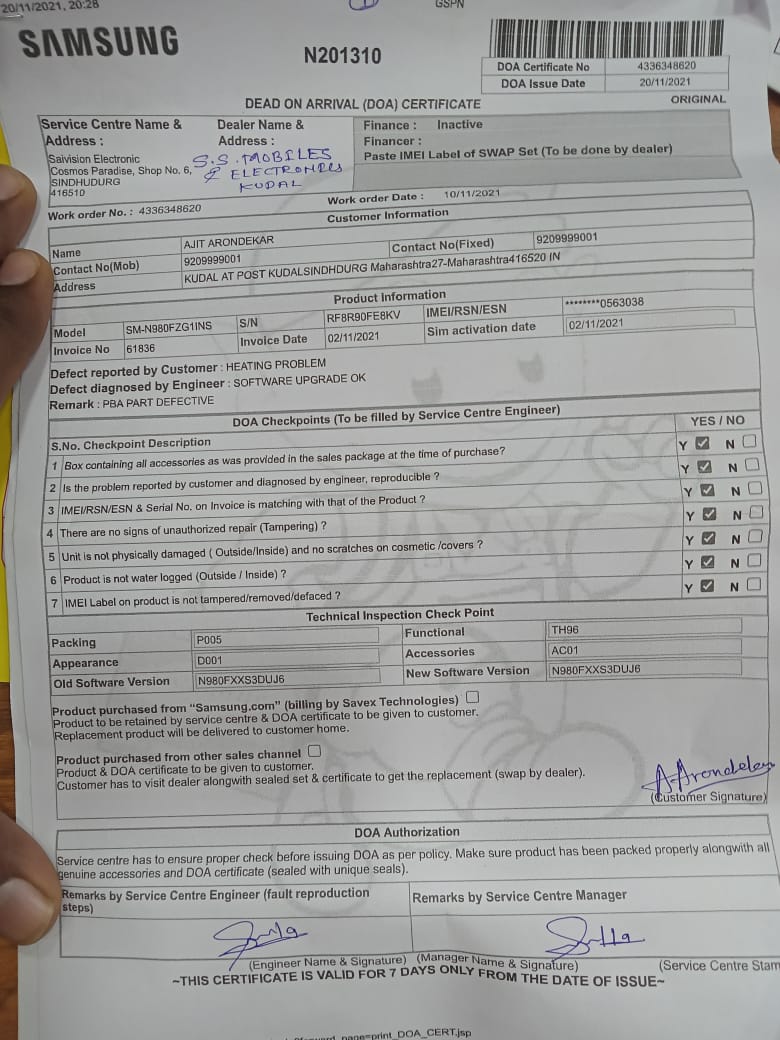 20/11/2021, 20:28
GSPN
SAMSUNG
N201310
DOA Certificate No 4336348620
DOA Issue Date 20/11/2021
DEAD ON ARRIVAL (DOA) CERTIFICATE
ORIGINAL
Service Centre Name & Address :
Saivision Electronic
Cosmos Paradise, Shop No. 6,
SINDHUDURG
416510
Dealer Name & Address :
S.S. MOBILES
& ELECTRONICS
KUDAL
Finance : Inactive
Financer :
Paste IMEI Label of SWAP Set (To be done by dealer)
Work order No. : 4336348620
Work order Date : 10/11/2021
Customer Information
Name AJIT ARONDEKAR
Contact No(Mob) 9209999001 Contact No(Fixed) 9209999001
Address KUDAL AT POST KUDALSINDHDURG Maharashtra27-Maharashtra416520 IN
Product Information
Model SM-N980FZG1INS S/N RF8R90FE8KV IMEI/RSN/ESN ********0563038
Invoice No 61836 Invoice Date 02/11/2021 Sim activation date 02/11/2021
Defect reported by Customer : HEATING PROBLEM
Defect diagnosed by Engineer : SOFTWARE UPGRADE OK
Remark : PBA PART DEFECTIVE
DOA Checkpoints (To be filled by Service Centre Engineer)
S.No. Checkpoint Description YES / NO
1 Box containing all accessories as was provided in the sales package at the time of purchase? Y N
2 Is the problem reported by customer and diagnosed by engineer, reproducible ? Y N
3 IMEI/RSN/ESN & Serial No. on Invoice is matching with that of the Product ? Y N
4 There are no signs of unauthorized repair (Tampering) ? Y N
5 Unit is not physically damaged ( Outside/Inside) and no scratches on cosmetic /covers ? Y N
6 Product is not water logged (Outside / Inside) ? Y N
7 IMEI Label on product is not tampered/removed/defaced ? Y N
Technical Inspection Check Point
Packing P005 Functional TH96
Appearance D001 Accessories AC01
Old Software Version N980FXXS3DUJ6 New Software Version N980FXXS3DUJ6
Product purchased from "Samsung.com" (billing by Savex Technologies)
Product to be retained by service centre & DOA certificate to be given to customer.
Replacement product will be delivered to customer home.
Product purchased from other sales channel
Product & DOA certificate to be given to customer.
Customer has to visit dealer alongwith sealed set & certificate to get the replacement (swap by dealer).
A.Arondekar
(Customer Signature)
DOA Authorization
Service centre has to ensure proper check before issuing DOA as per policy. Make sure product has been packed properly alongwith all
genuine accessories and DOA certificate (sealed with unique seals).
Remarks by Service Centre Engineer (fault reproduction steps)
Remarks by Service Centre Manager
(Engineer Name & Signature) (Manager Name & Signature) (Service Centre Stam
~THIS CERTIFICATE IS VALID FOR 7 DAYS ONLY FROM THE DATE OF ISSUE~
name=print_DOA_CERT.jsp